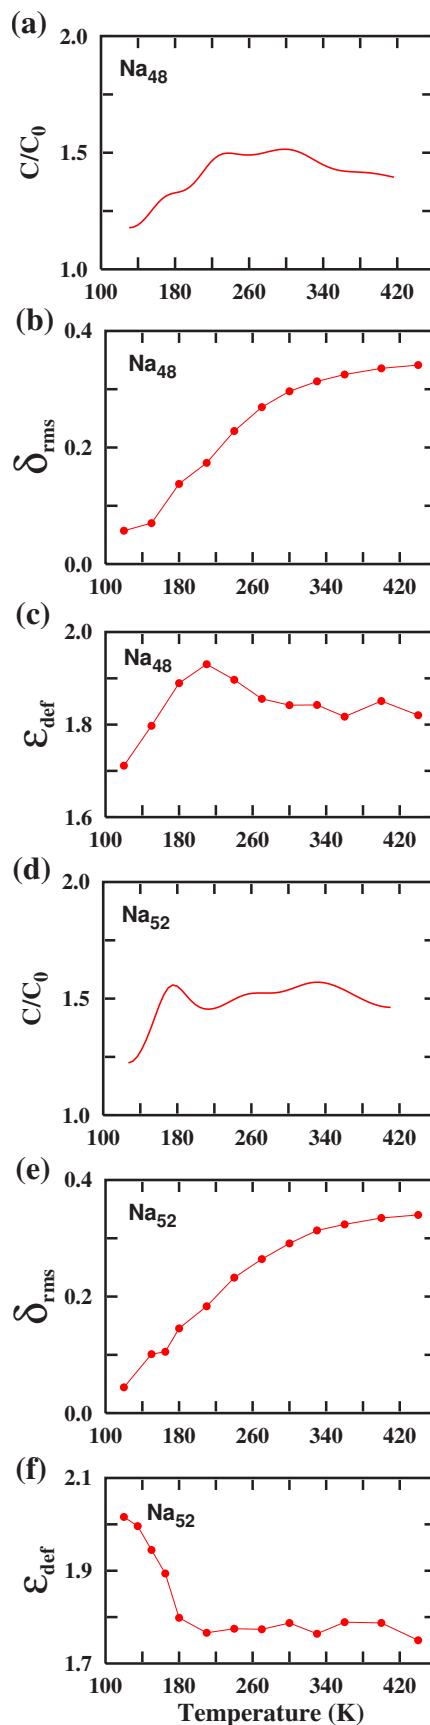 (a)
2.0
Na48
C/C0
1.5
1.0
100 180 260 340 420
(b)
0.4
Na48
δrms
0.2
0.0
100 180 260 340 420
(c)
2.0
Na48
εdef
1.8
1.6
100 180 260 340 420
(d)
2.0
Na52
C/C0
1.5
1.0
100 180 260 340 420
(e)
0.4
Na52
δrms
0.2
0.0
100 180 260 340 420
(f)
2.1
Na52
εdef
1.9
1.7
100 180 260 340 420
Temperature (K)